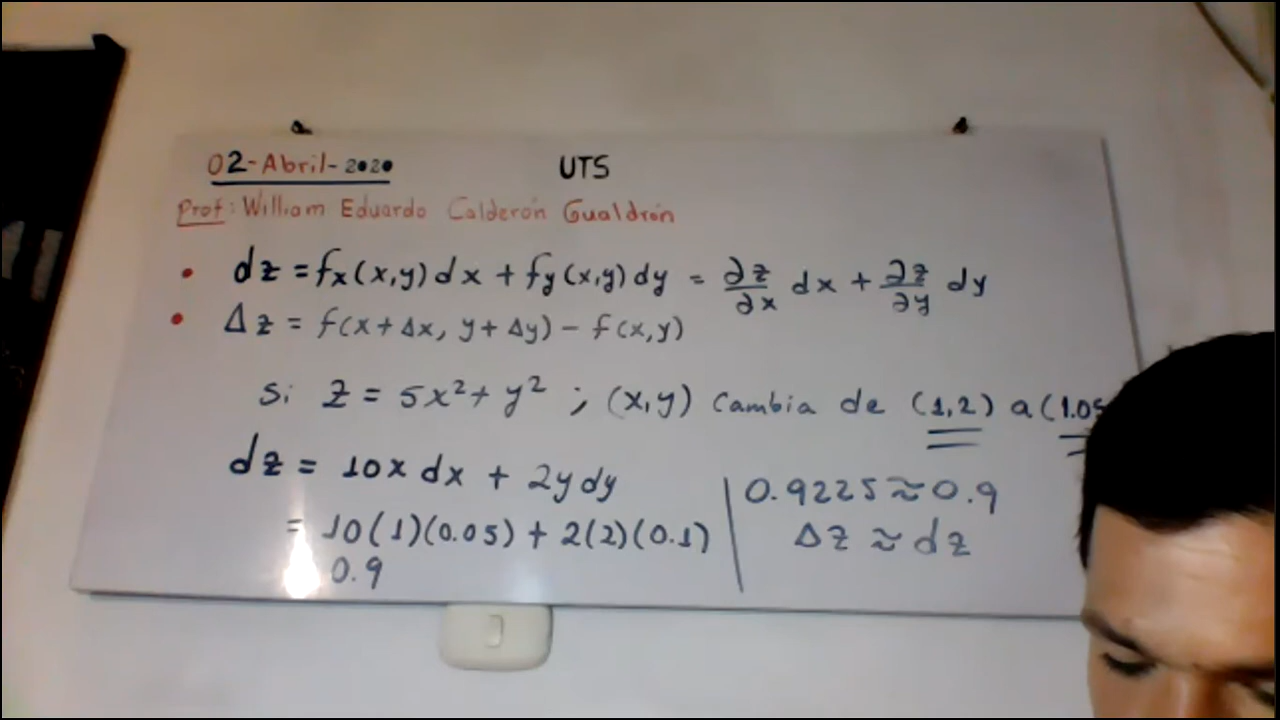 02-Abril-2020 UTS
Prof: William Eduardo Calderón Gualdrón
• dz = fx(x,y)dx + fy(x,y)dy = ∂z/∂x dx + ∂z/∂y dy
• Δz = f(x+Δx, y+Δy) - f(x,y)
Si z = 5x² + y² ; (x,y) cambia de (1,2) a (1.05
dz = 10x dx + 2y dy
= 10(1)(0.05) + 2(2)(0.1)
0.9
0.9225 ≈ 0.9
Δz ≈ dz